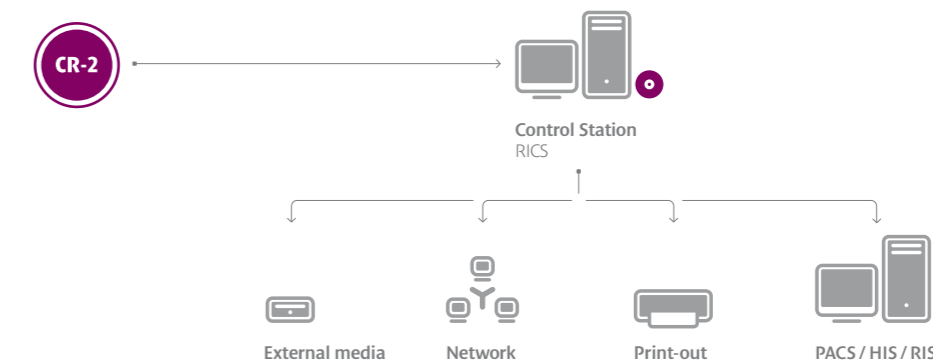 CR-2
Control Station
RICS
External media
Network
Print-out
PACS / HIS / RIS